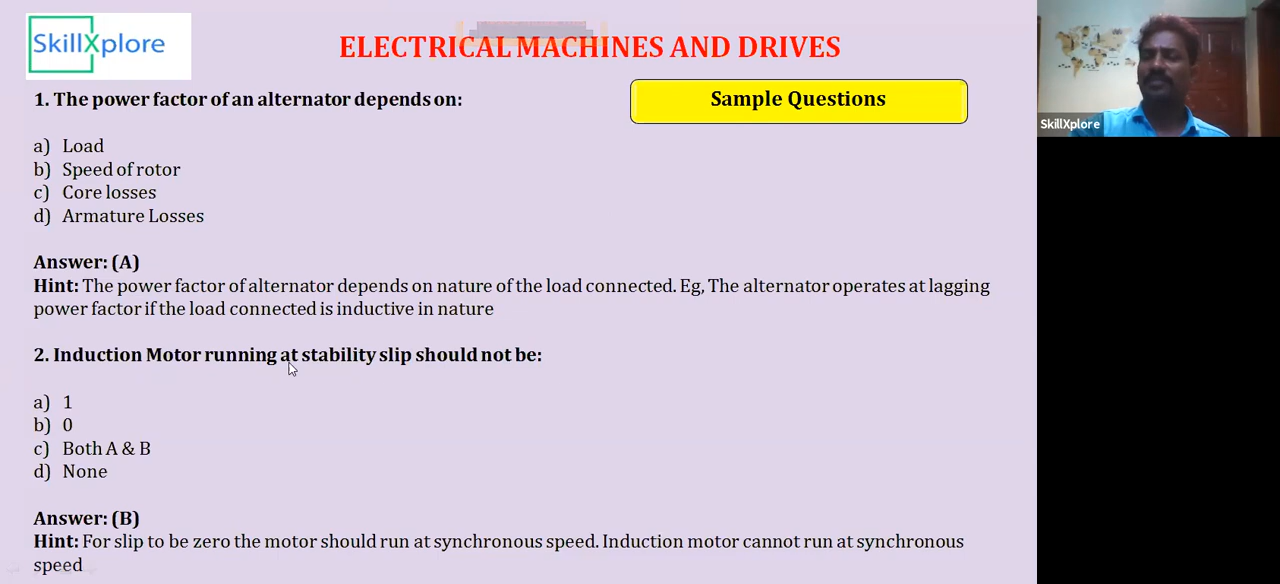 SkillXplore
ELECTRICAL MACHINES AND DRIVES
1. The power factor of an alternator depends on:
Sample Questions
SkillXplore
a) Load
b) Speed of rotor
c) Core losses
d) Armature Losses
Answer: (A)
Hint: The power factor of alternator depends on nature of the load connected. Eg, The alternator operates at lagging
power factor if the load connected is inductive in nature
2. Induction Motor running at stability slip should not be:
a) 1
b) 0
c) Both A & B
d) None
Answer: (B)
Hint: For slip to be zero the motor should run at synchronous speed. Induction motor cannot run at synchronous
speed